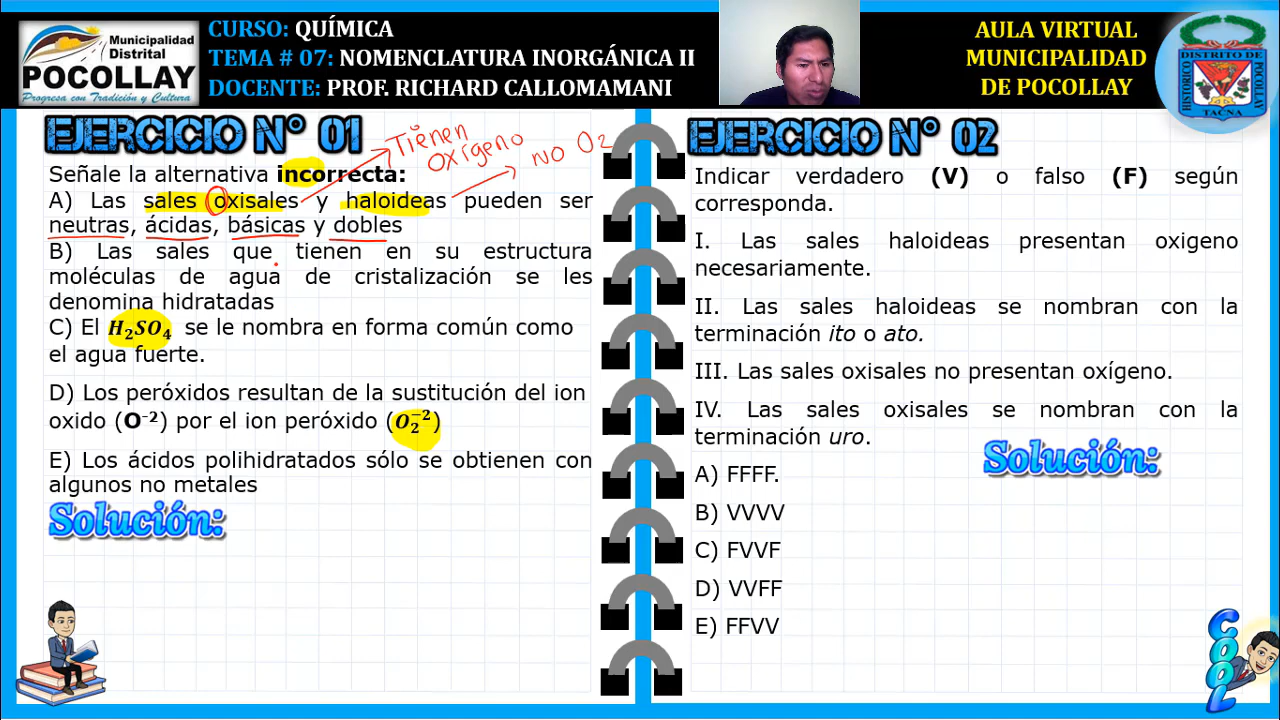 Municipalidad
Distrital
POCOLLAY
Progresa con Tradición y Cultura
CURSO: QUÍMICA
TEMA # 07: NOMENCLATURA INORGÁNICA II
DOCENTE: PROF. RICHARD CALLOMAMANI
AULA VIRTUAL
MUNICIPALIDAD
DE POCOLLAY
DISTRITO DE POCOLLAY
HISTORICO
TACNA
EJERCICIO N° 01
Tienen
oxígeno
NO O2
Señale la alternativa incorrecta:
A) Las sales oxisales y haloideas pueden ser
neutras, ácidas, básicas y dobles
B) Las sales que tienen en su estructura
moléculas de agua de cristalización se les
denomina hidratadas
C) El H₂SO₄ se le nombra en forma común como
el agua fuerte.
D) Los peróxidos resultan de la sustitución del ion
oxido (O⁻²) por el ion peróxido (O₂⁻²)
E) Los ácidos polihidratados sólo se obtienen con
algunos no metales
Solución:
EJERCICIO N° 02
Indicar verdadero (V) o falso (F) según
corresponda.
I. Las sales haloideas presentan oxigeno
necesariamente.
II. Las sales haloideas se nombran con la
terminación ito o ato.
III. Las sales oxisales no presentan oxígeno.
IV. Las sales oxisales se nombran con la
terminación uro.
Solución:
A) FFFF.
B) VVVV
C) FVVF
D) VVFF
E) FFVV
COOL